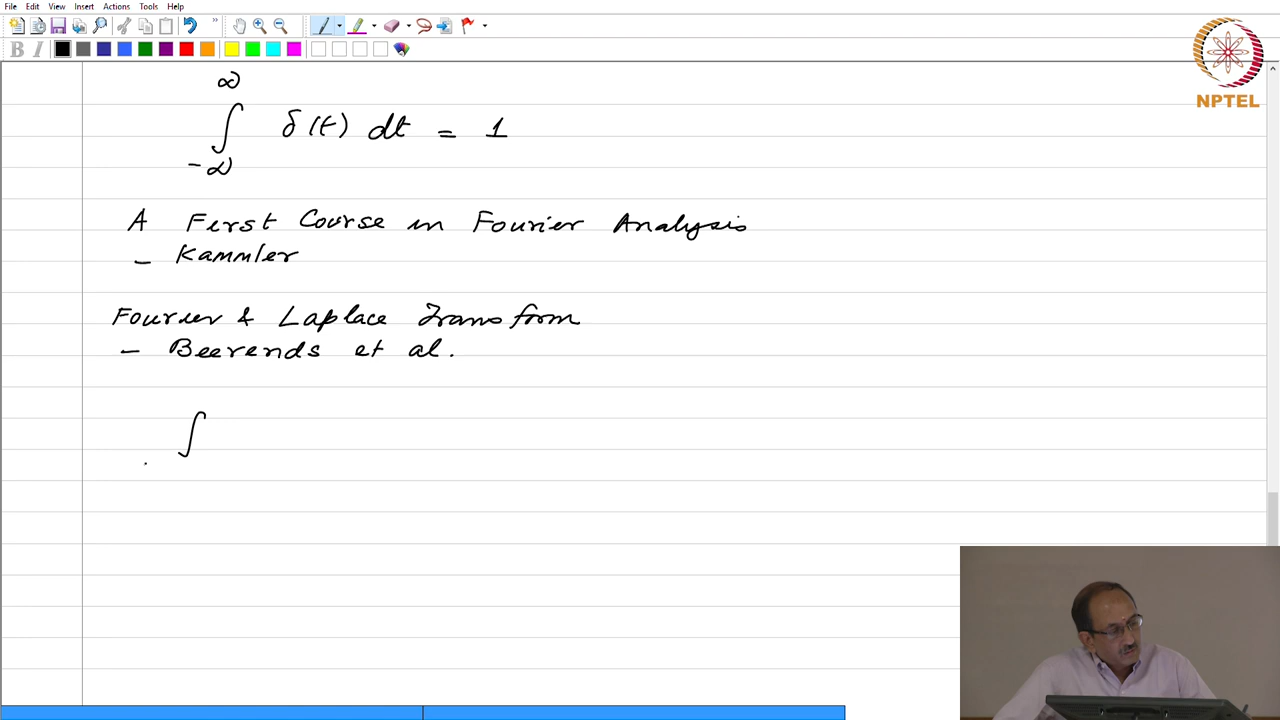 File Edit View Insert Actions Tools Help
B I
NPTEL
∞
∫ δ(t) dt = 1
-∞
A First Course in Fourier Analysis
- Kammler
Fourier & Laplace Transform
- Beerends et al.
∫